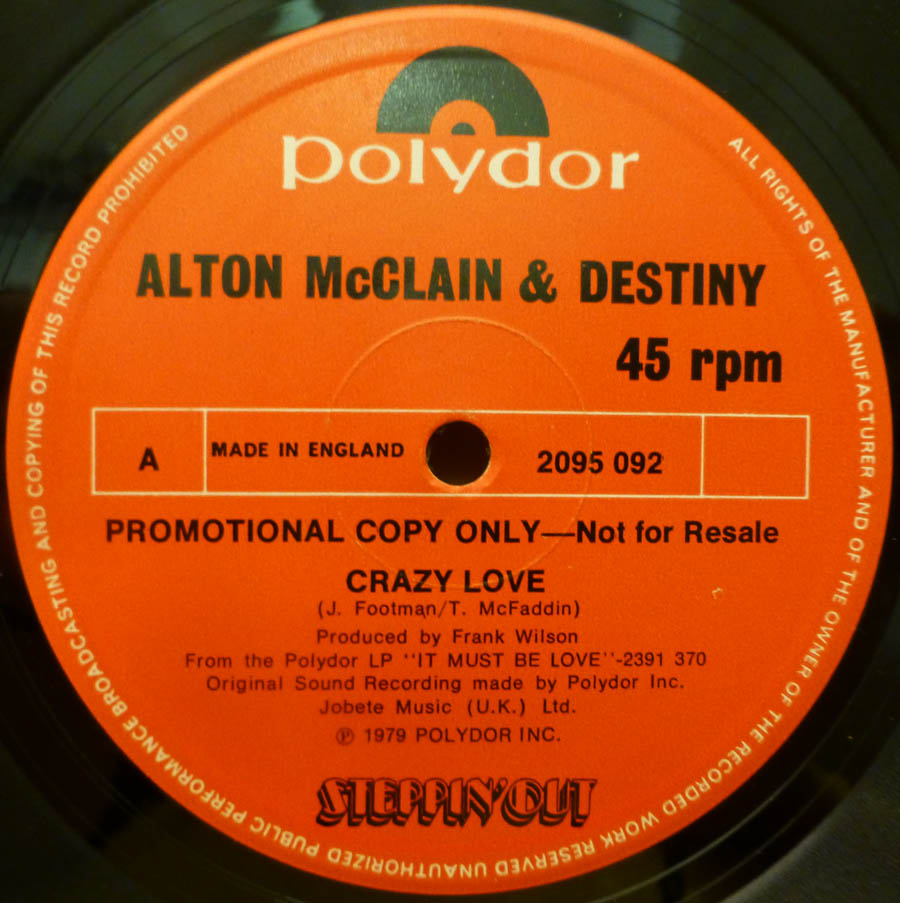 polydor
ALTON McCLAIN & DESTINY
45 rpm
A
MADE IN ENGLAND
2095 092
PROMOTIONAL COPY ONLY—Not for Resale
CRAZY LOVE
(J. Footman/T. McFaddin)
Produced by Frank Wilson
From the Polydor LP "IT MUST BE LOVE"-2391 370
Original Sound Recording made by Polydor Inc.
Jobete Music (U.K.) Ltd.
℗ 1979 POLYDOR INC.
STEPPIN' OUT
ALL RIGHTS OF THE MANUFACTURER AND OF THE OWNER OF THE RECORDED WORK RESERVED UNAUTHORIZED PUBLIC PERFORMANCE BROADCASTING AND COPYING OF THIS RECORD PROHIBITED